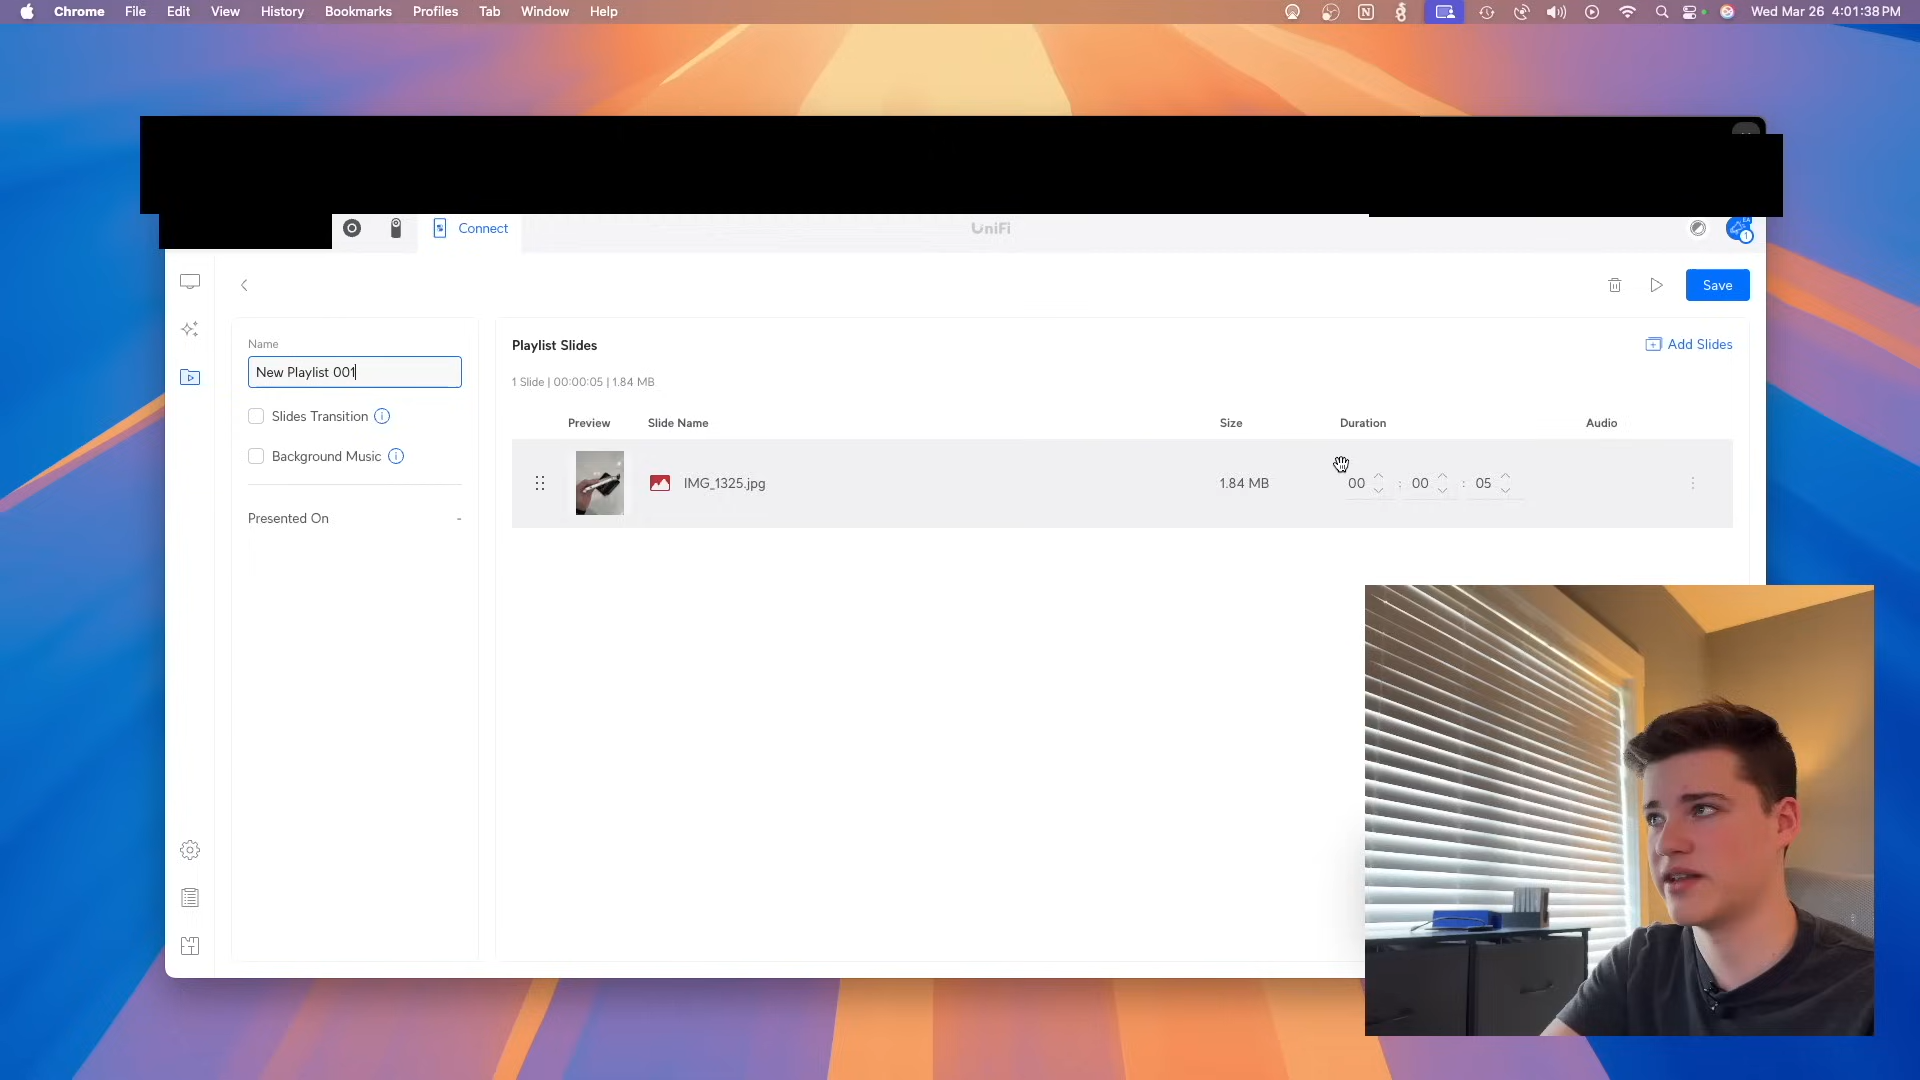 Chrome File Edit View History Bookmarks Profiles Tab Window Help Wed Mar 26 4:01:38 PM
Connect UniFi
1
Save
Name Playlist Slides Add Slides
New Playlist 001
1 Slide | 00:00:05 | 1.84 MB
Slides Transition
Preview Slide Name Size Duration Audio
Background Music
IMG_1325.jpg 1.84 MB 00 : 00 : 05
Presented On -